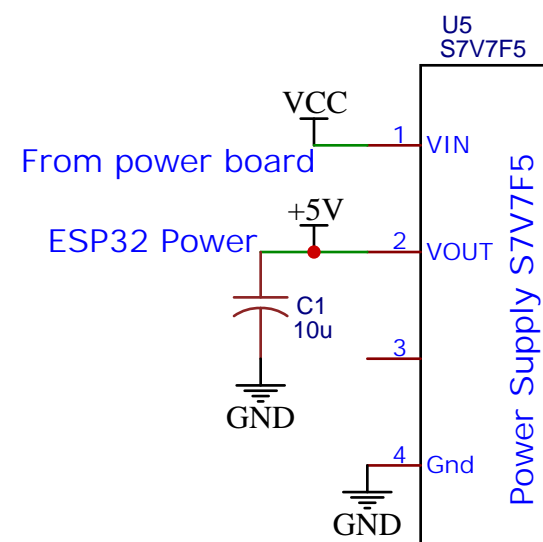 U5
S7V7F5
VCC
1
VIN
From power board
+5V
ESP32 Power
2
VOUT
C1
10u
3
GND
4
Gnd
GND
Power Supply S7V7F5